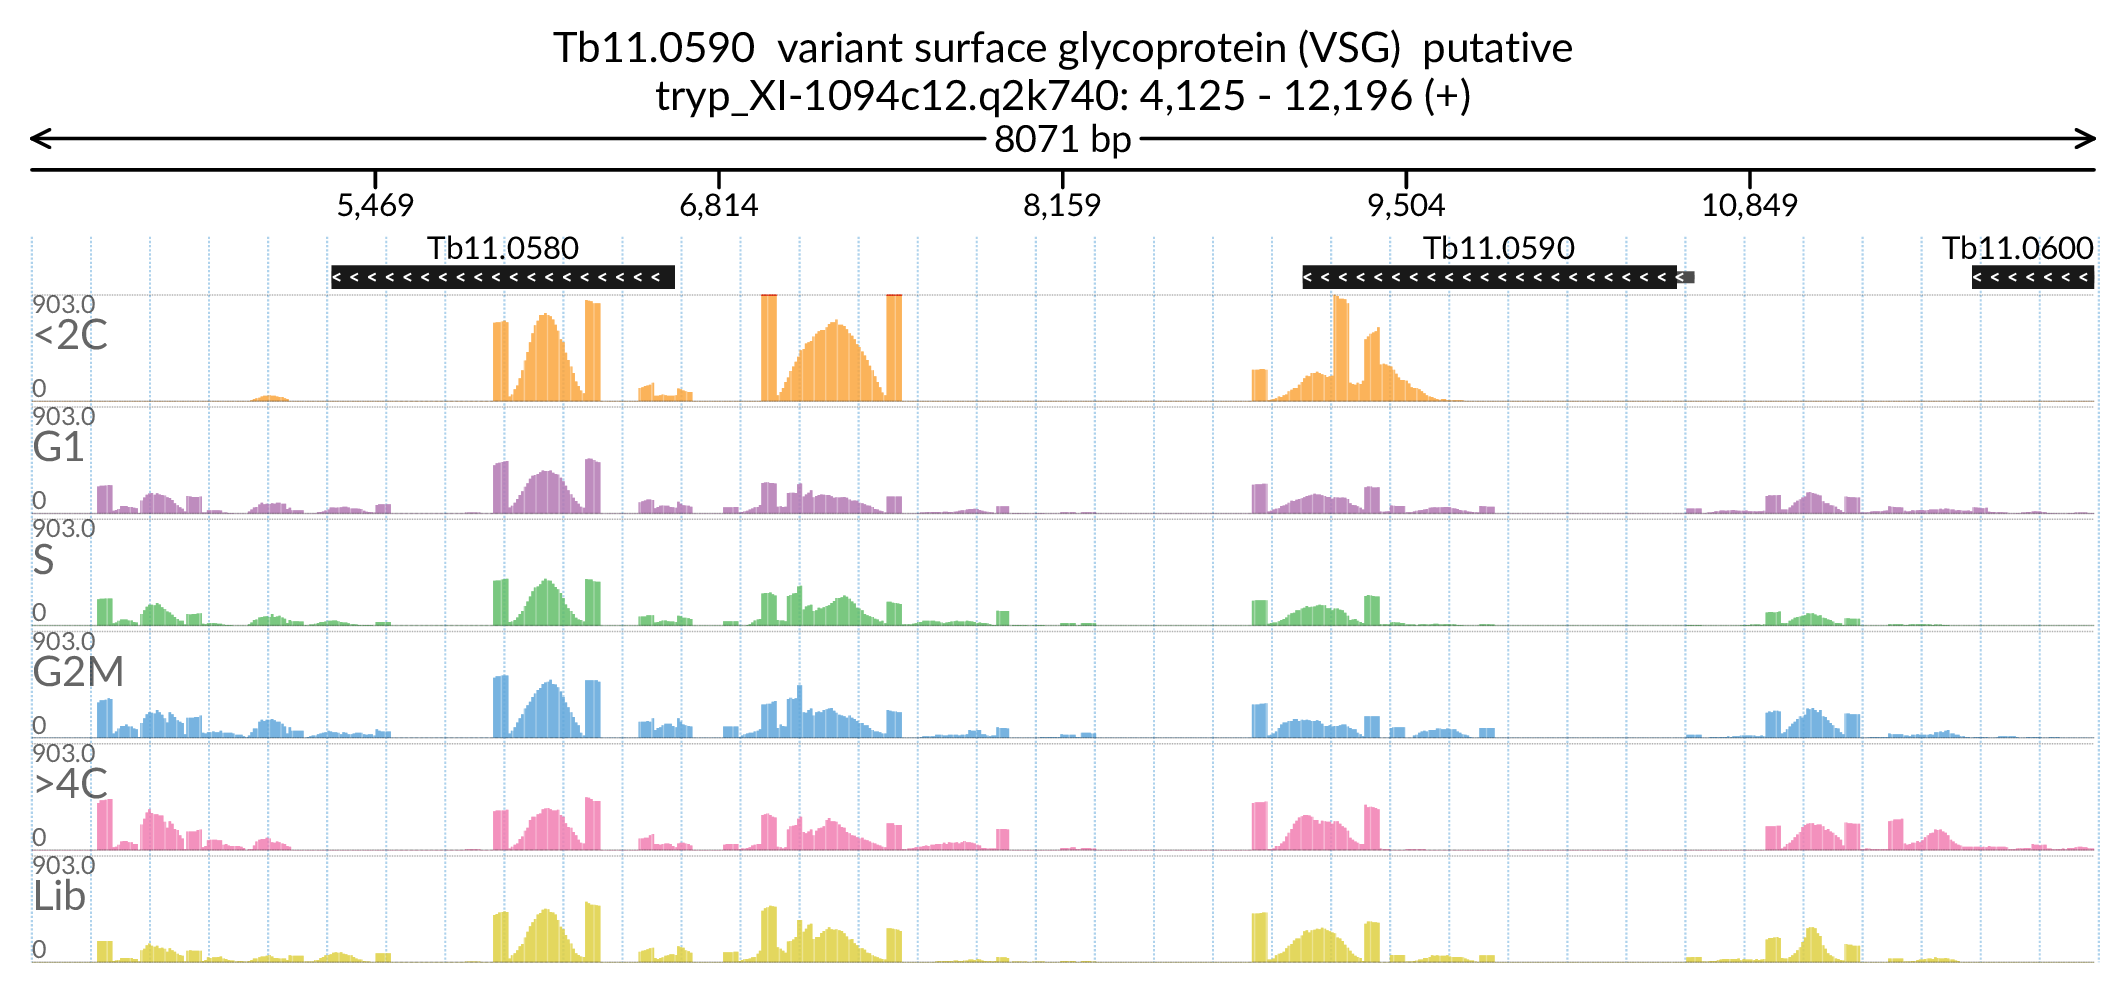 Tb11.0590 variant surface glycoprotein (VSG) putative
tryp_XI-1094c12.q2k740: 4,125 - 12,196 (+)
8071 bp
5,469 6,814 8,159 9,504 10,849
Tb11.0580 Tb11.0590 Tb11.0600
903.0
<2C
0
903.0
G1
0
903.0
S
0
903.0
G2M
0
903.0
>4C
0
903.0
Lib
0